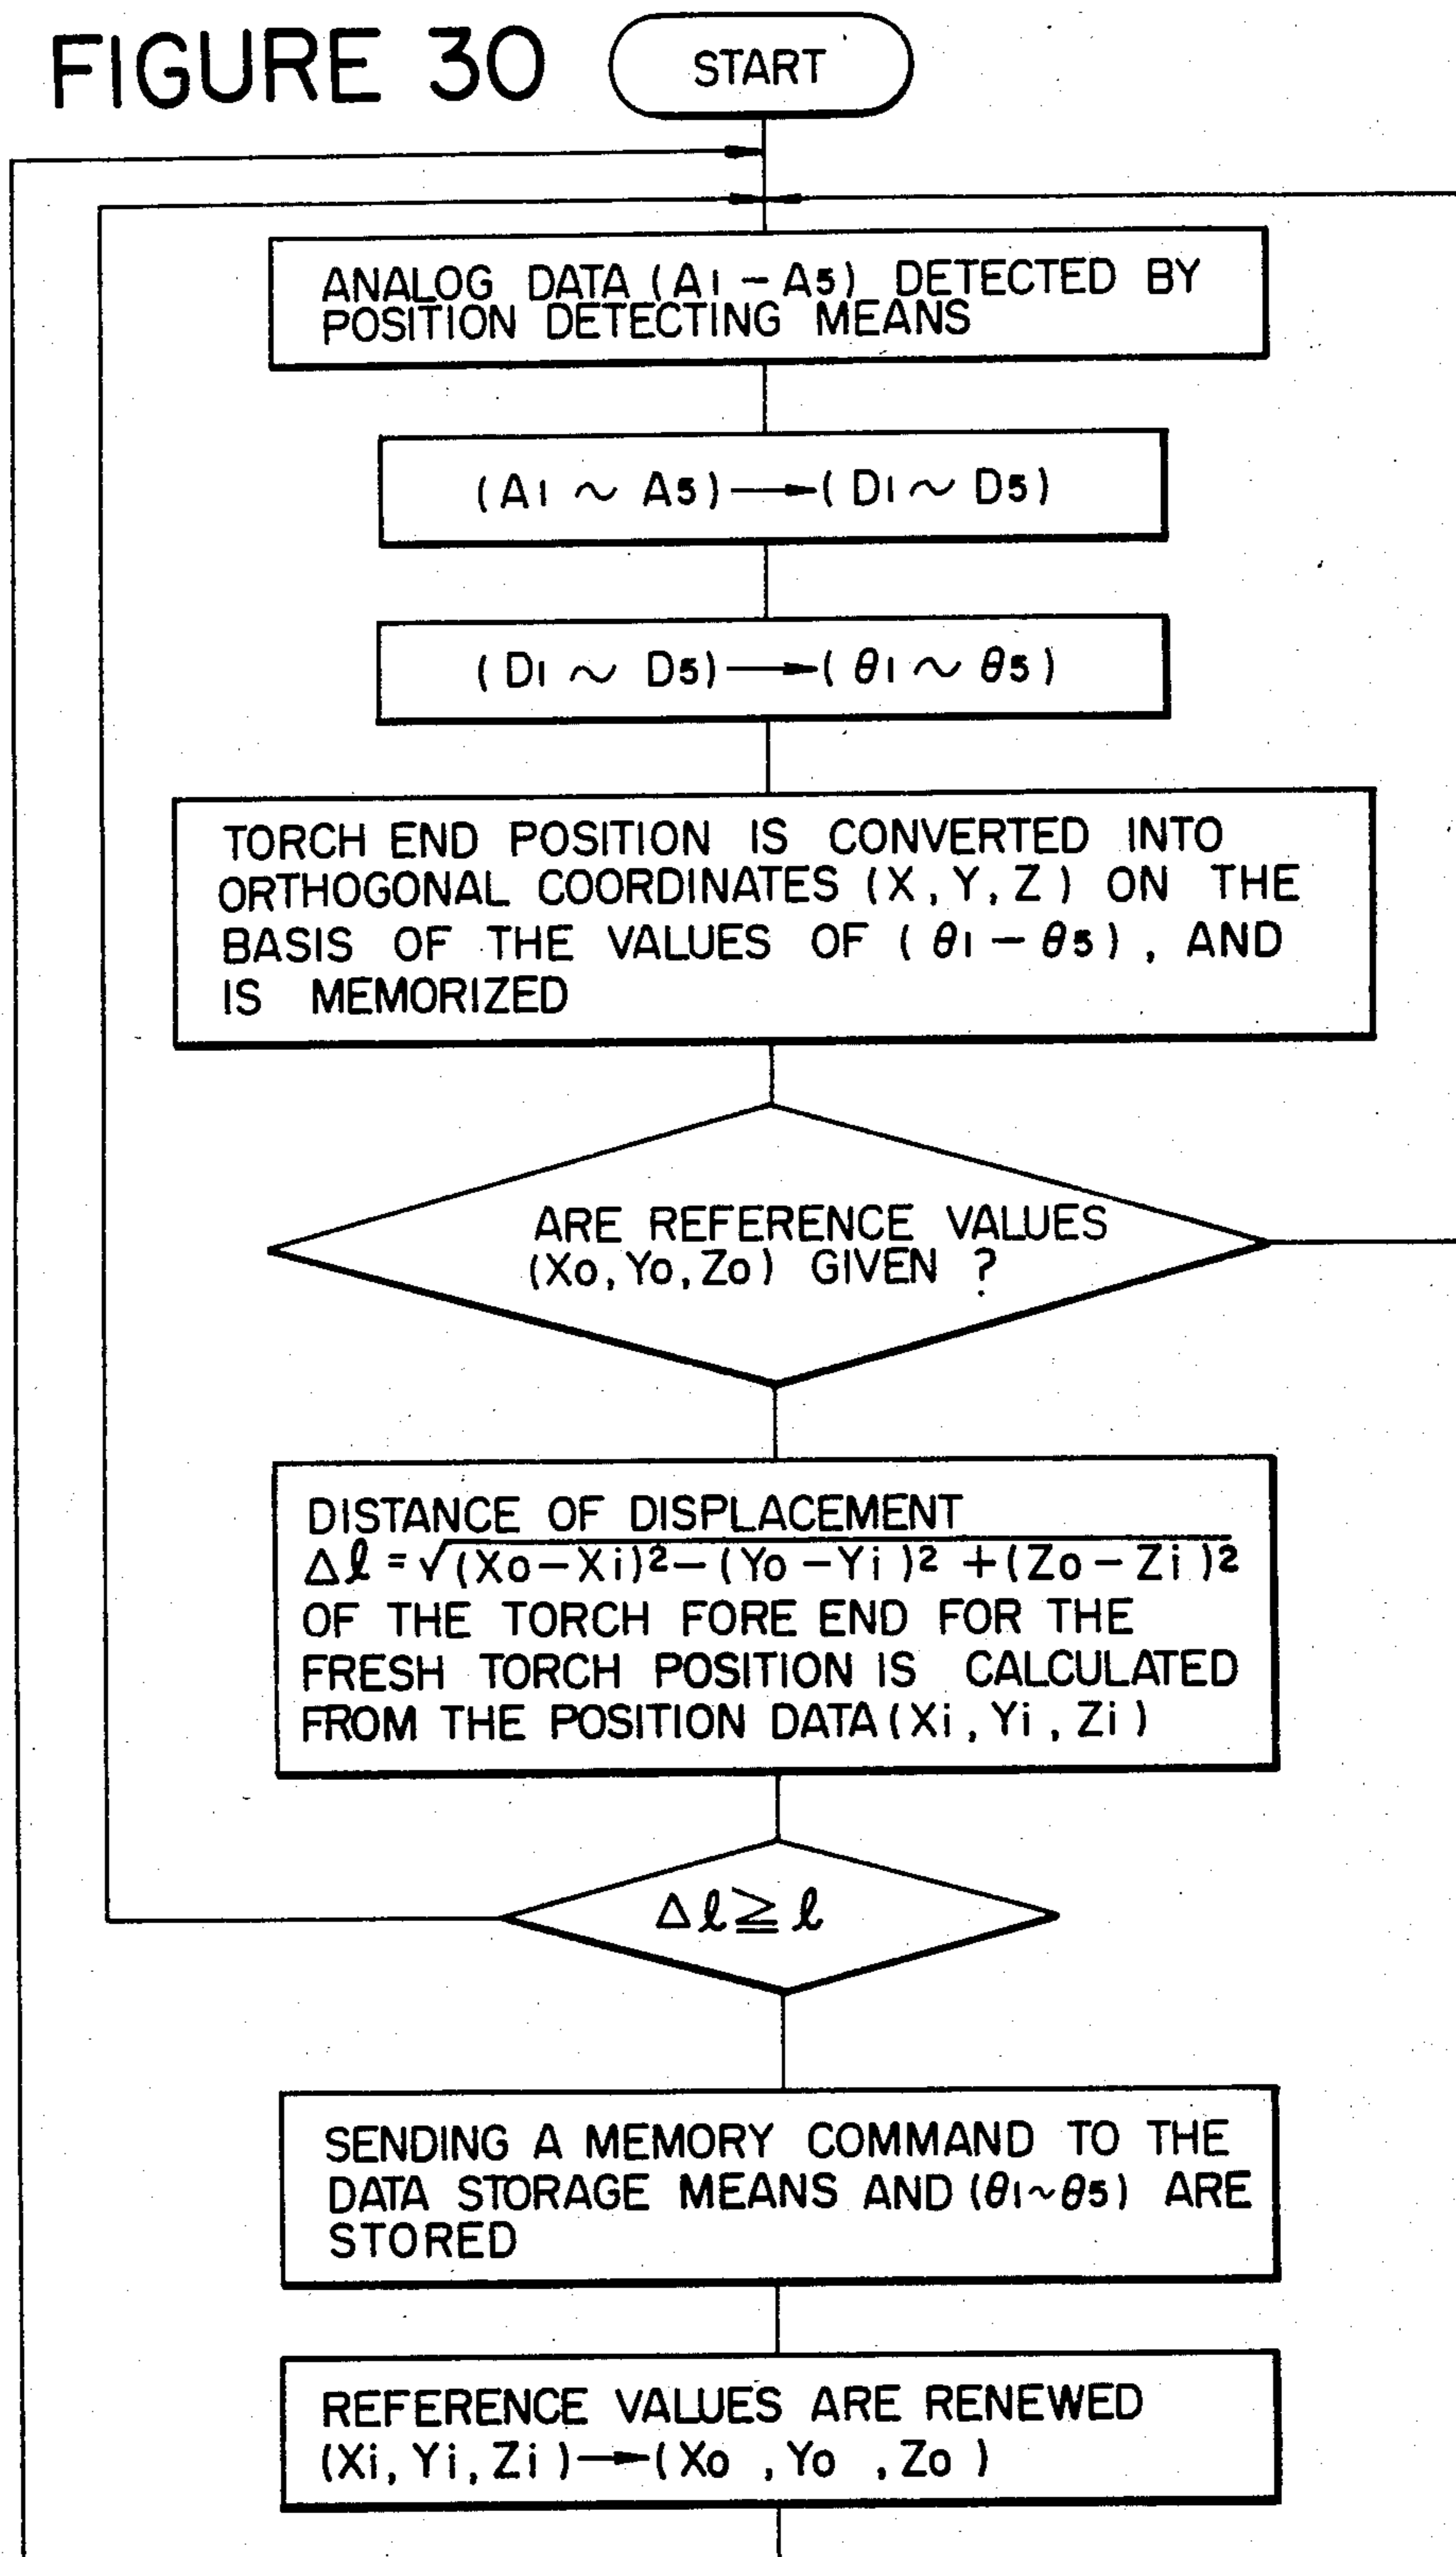 FIGURE 30
START
ANALOG DATA (A1 – A5) DETECTED BY
POSITION DETECTING MEANS
(A1 ~ A5) → (D1 ~ D5)
(D1 ~ D5) → (θ1 ~ θ5)
TORCH END POSITION IS CONVERTED INTO
ORTHOGONAL COORDINATES (X, Y, Z) ON THE
BASIS OF THE VALUES OF (θ1 – θ5), AND
IS MEMORIZED
ARE REFERENCE VALUES
(Xo, Yo, Zo) GIVEN ?
DISTANCE OF DISPLACEMENT
Δℓ = √(Xo–Xi)2–(Yo–Yi)2 +(Zo–Zi)2
OF THE TORCH FORE END FOR THE
FRESH TORCH POSITION IS CALCULATED
FROM THE POSITION DATA (Xi, Yi, Zi)
Δℓ ≧ ℓ
SENDING A MEMORY COMMAND TO THE
DATA STORAGE MEANS AND (θ1~θ5) ARE
STORED
REFERENCE VALUES ARE RENEWED
(Xi, Yi, Zi) → (Xo, Yo, Zo)